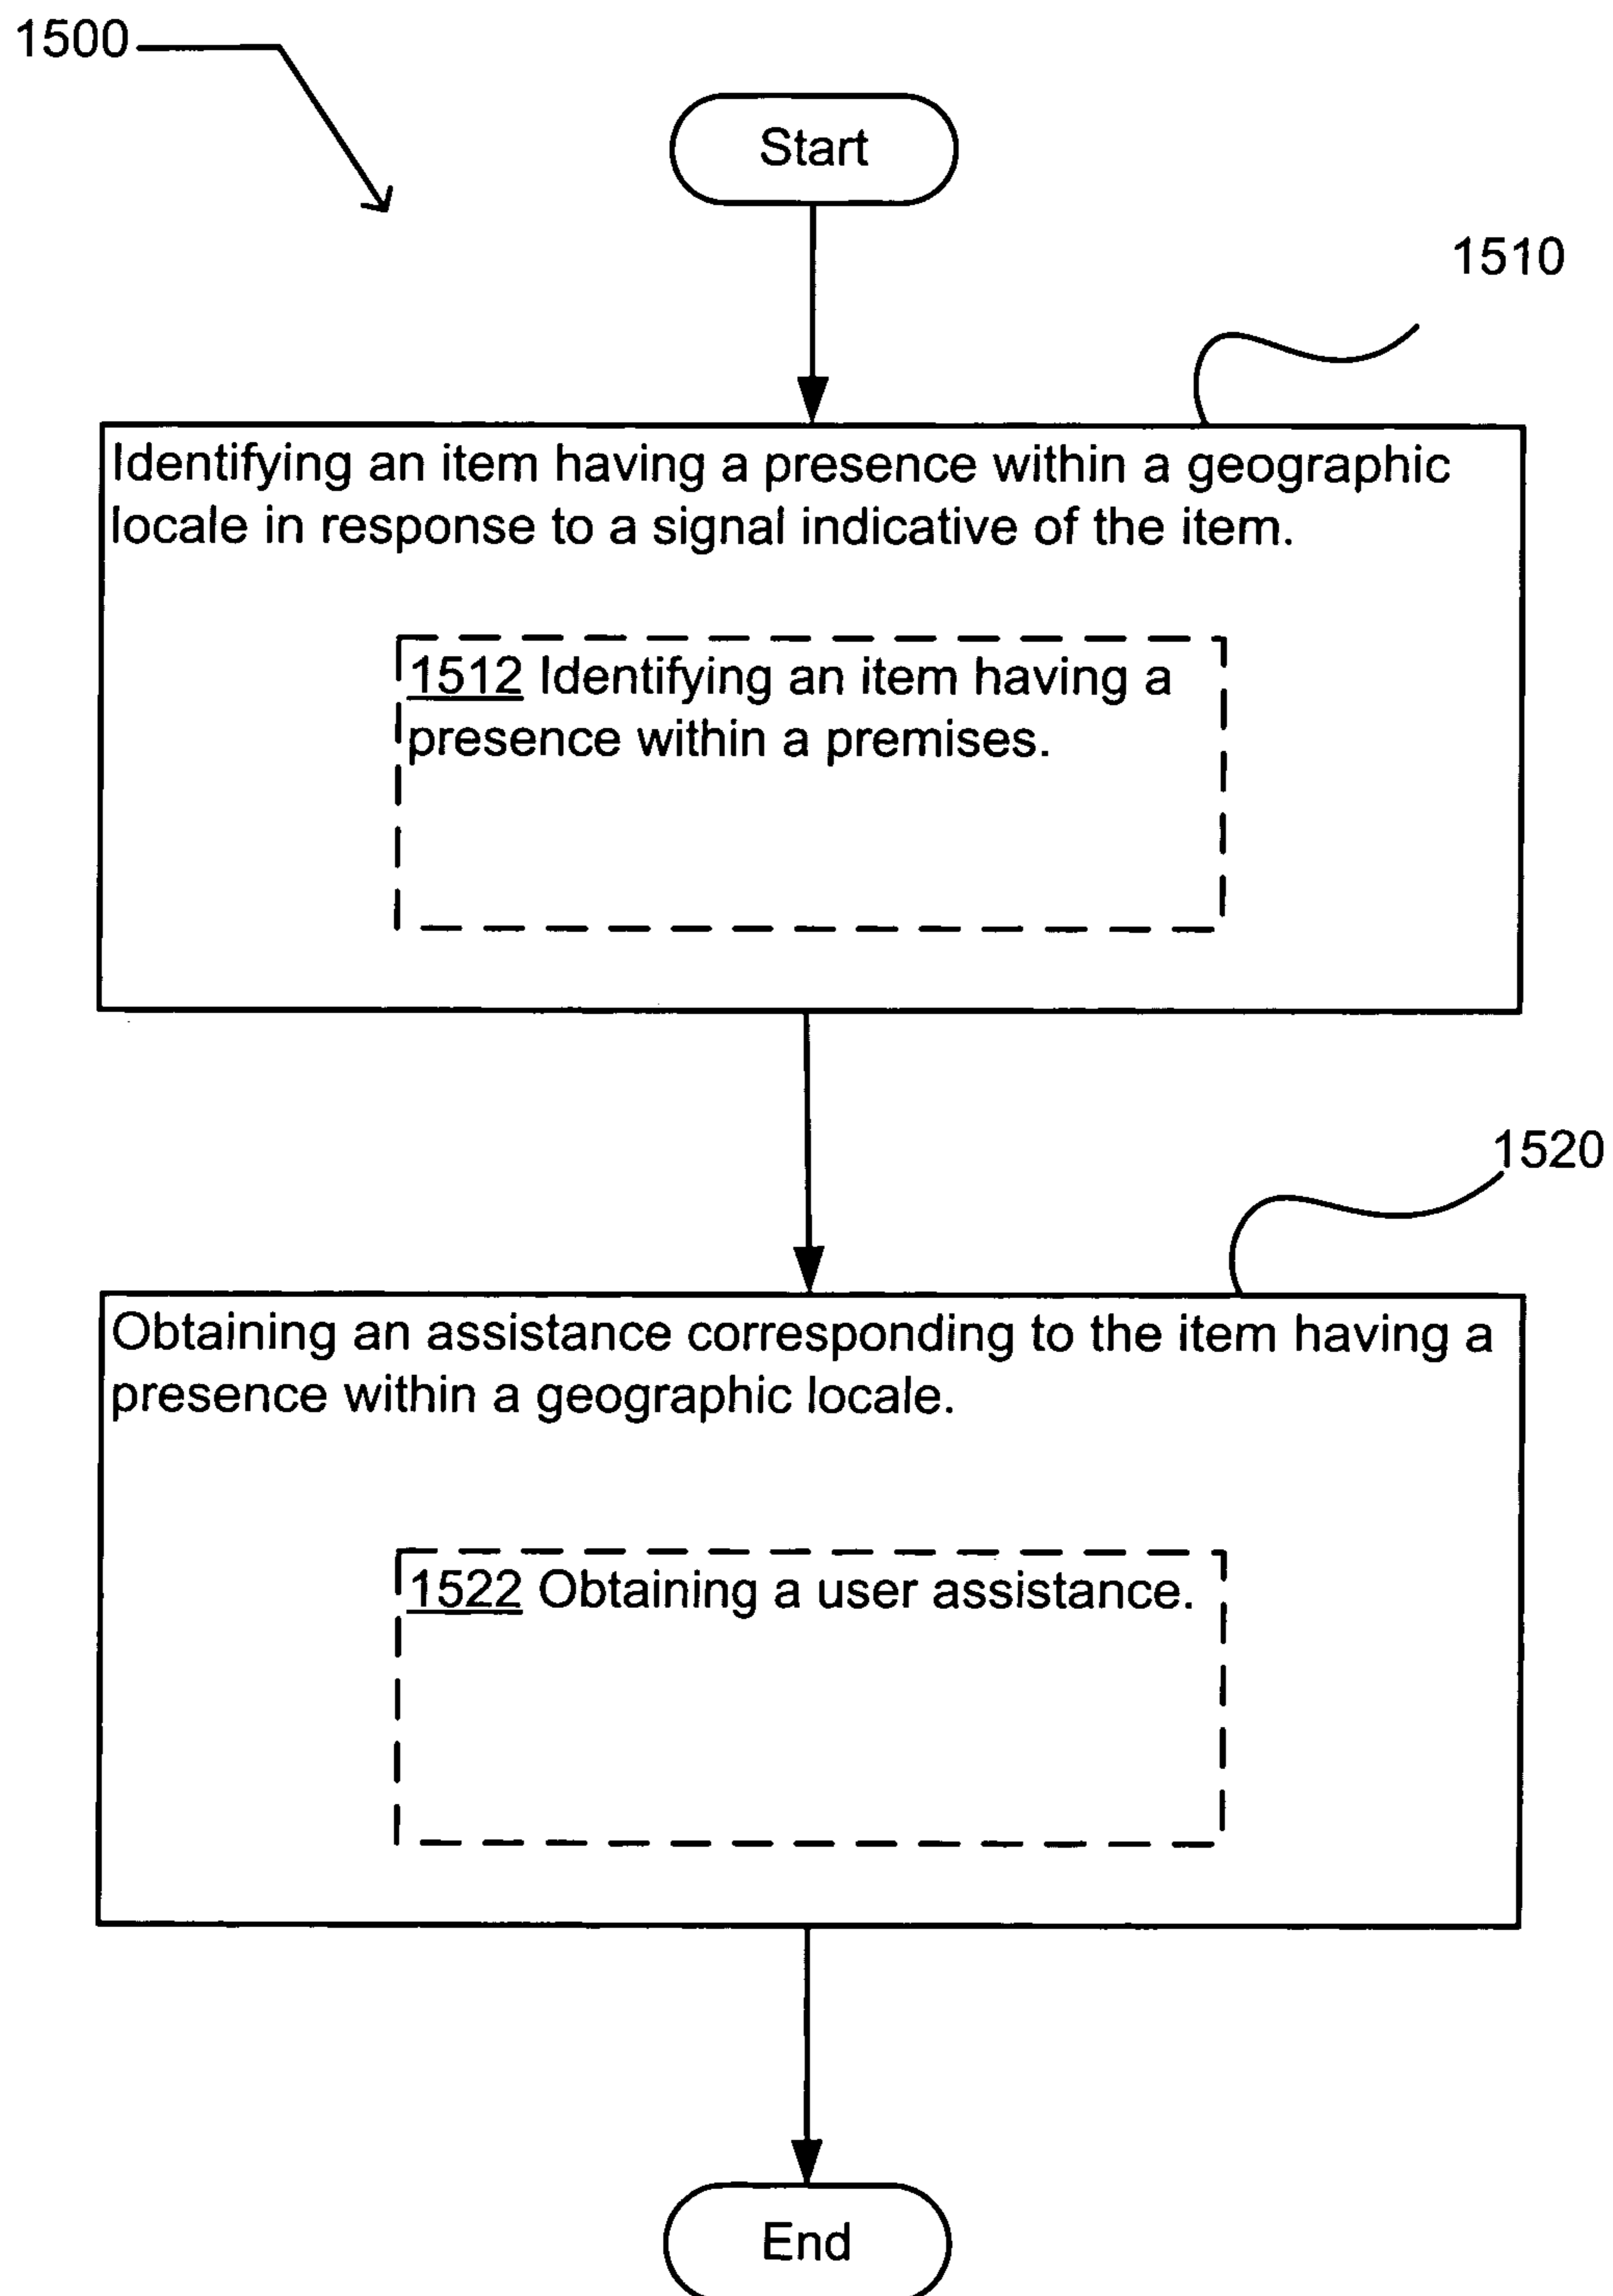 1500
Start
1510
Identifying an item having a presence within a geographic
locale in response to a signal indicative of the item.
1512 Identifying an item having a
presence within a premises.
1520
Obtaining an assistance corresponding to the item having a
presence within a geographic locale.
1522 Obtaining a user assistance.
End